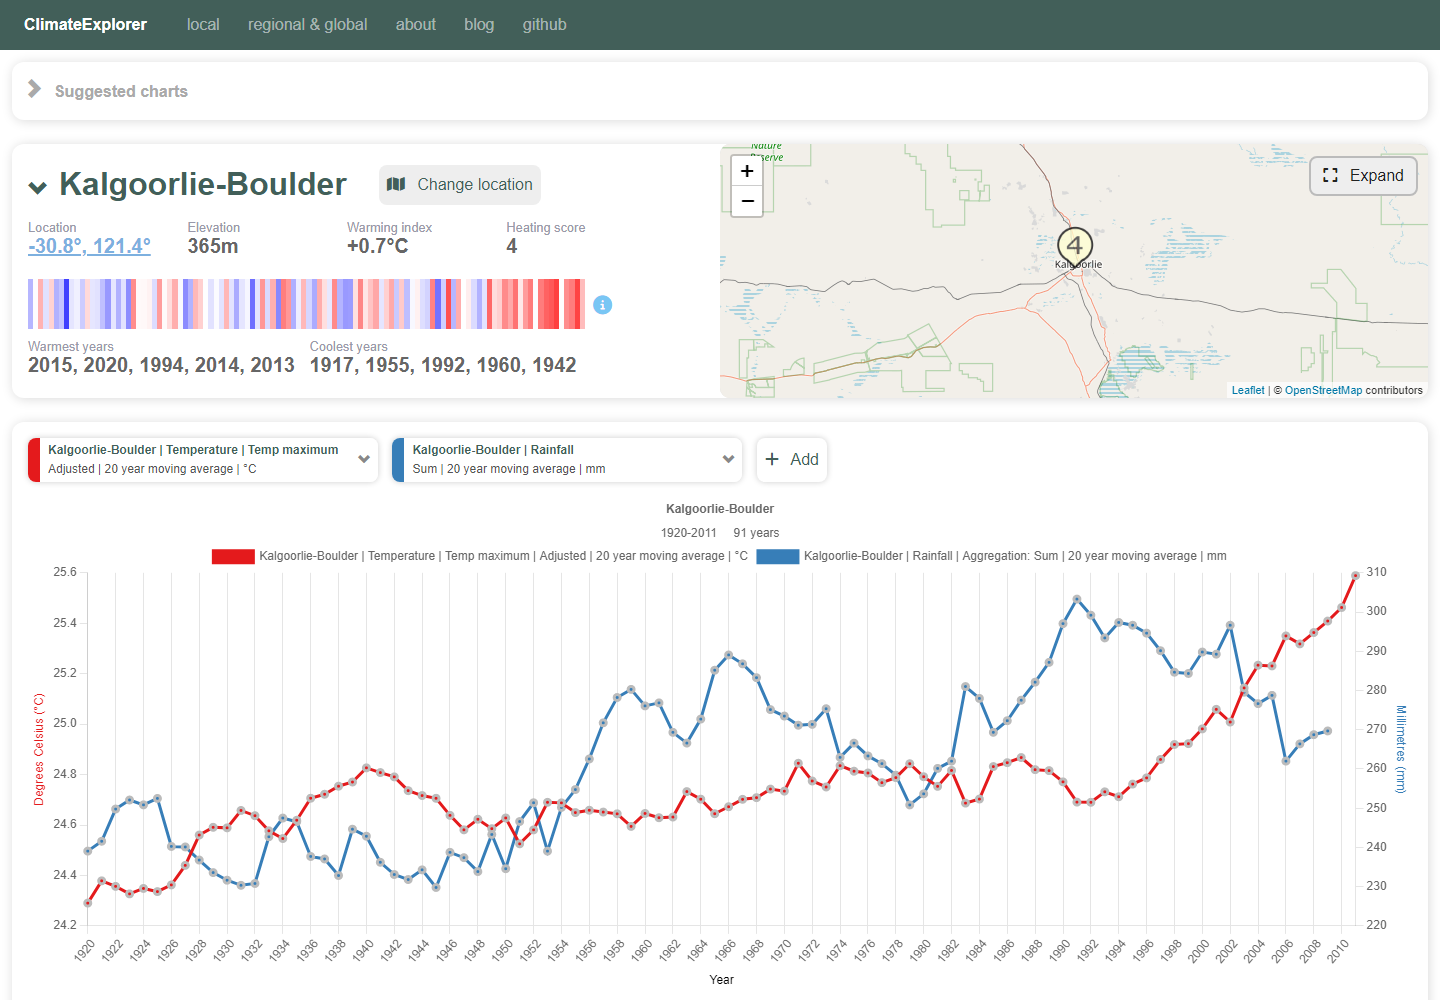 ClimateExplorer local regional & global about blog github
Suggested charts
Kalgoorlie-Boulder
Change location
Location Elevation Warming index Heating score
-30.8°, 121.4° 365m +0.7°C 4
i
Warmest years Coolest years
2015, 2020, 1994, 2014, 2013 1917, 1955, 1992, 1960, 1942
Nature
Reserve
+
−
Expand
4
Kalgoorlie
Leaflet | © OpenStreetMap contributors
Kalgoorlie-Boulder | Temperature | Temp maximum
Adjusted | 20 year moving average | °C
Kalgoorlie-Boulder | Rainfall
Sum | 20 year moving average | mm
+ Add
Kalgoorlie-Boulder
1920-2011 91 years
Kalgoorlie-Boulder | Temperature | Temp maximum | Adjusted | 20 year moving average | °C
Kalgoorlie-Boulder | Rainfall | Aggregation: Sum | 20 year moving average | mm
25.6
25.4
25.2
25.0
24.8
24.6
24.4
24.2
Degrees Celsius (°C)
310
300
290
280
270
260
250
240
230
220
Millimetres (mm)
1920 1922 1924 1926 1928 1930 1932 1934 1936 1938 1940 1942 1944 1946 1948 1950 1952 1954 1956 1958 1960 1962 1964 1966 1968 1970 1972 1974 1976 1978 1980 1982 1984 1986 1988 1990 1992 1994 1996 1998 2000 2002 2004 2006 2008 2010
Year